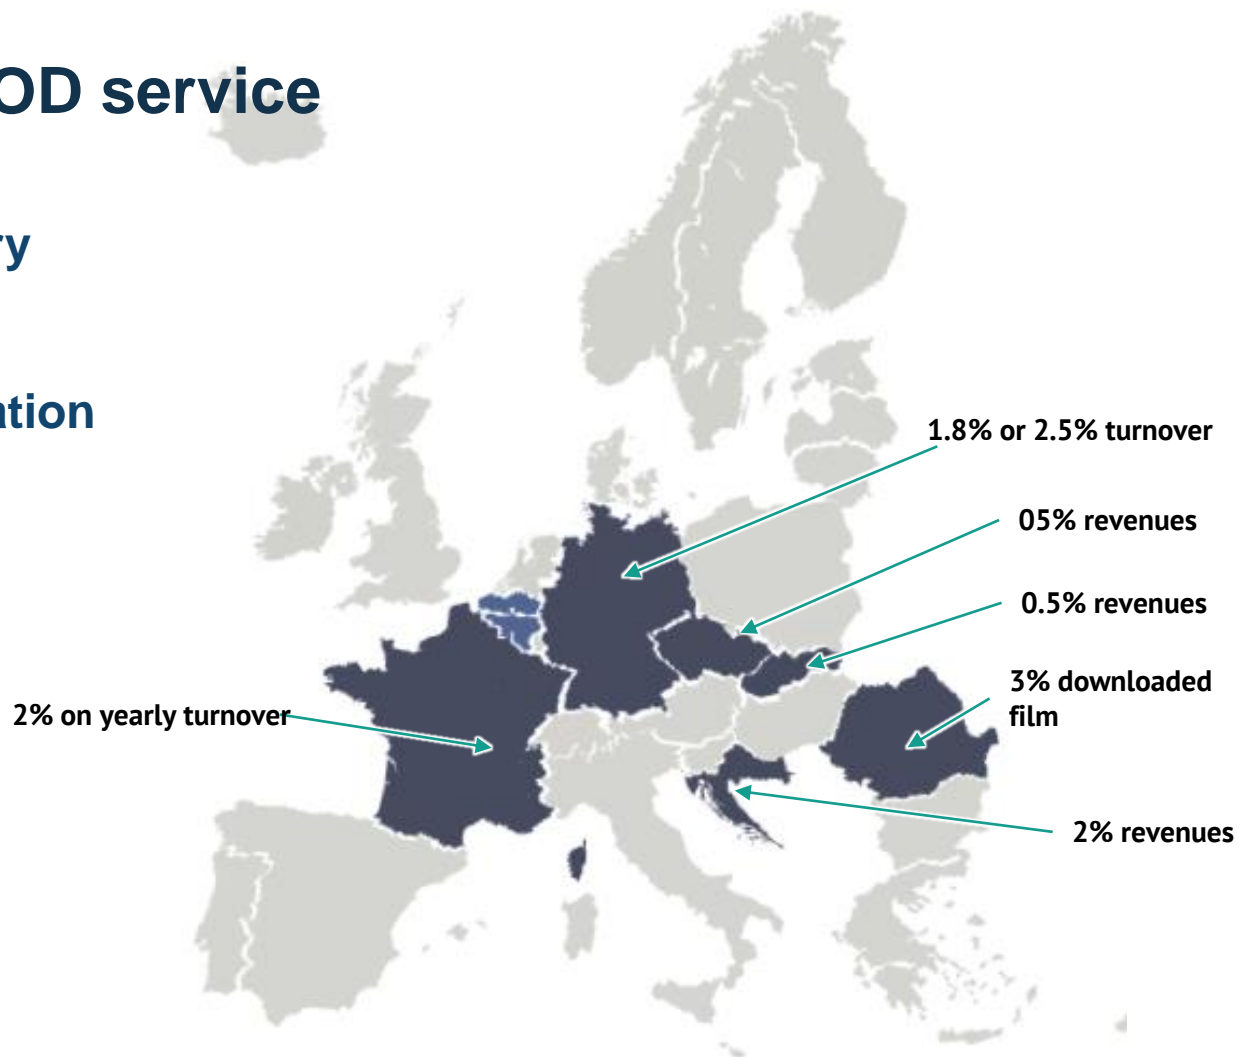 OD service
ry
ation
1.8% or 2.5% turnover
05% revenues
0.5% revenues
3% downloaded
film
2% on yearly turnover
2% revenues